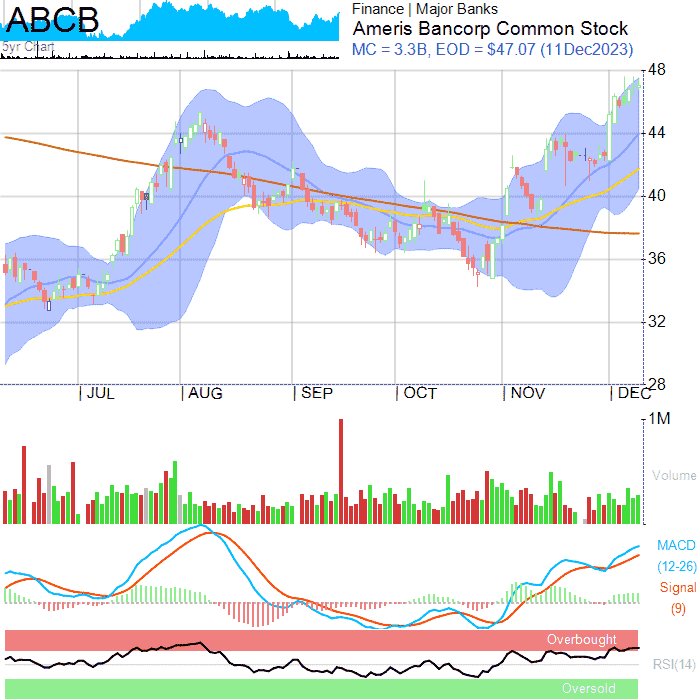 ABCB
5yr Chart
Finance | Major Banks
Ameris Bancorp Common Stock
MC = 3.3B, EOD = $47.07 (11Dec2023)
48
44
40
36
32
28
JUL
AUG
SEP
OCT
NOV
DEC
1M
Volume
MACD
(12-26)
Signal
(9)
Overbought
RSI(14)
Oversold